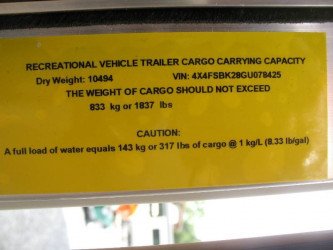 RECREATIONAL VEHICLE TRAILER CARGO CARRYING CAPACITY
Dry Weight: 10494 VIN: 4X4FSBK28GU078425
THE WEIGHT OF CARGO SHOULD NOT EXCEED
833 kg or 1837 lbs
CAUTION:
A full load of water equals 143 kg or 317 lbs of cargo @ 1 kg/L (8.33 lb/gal)